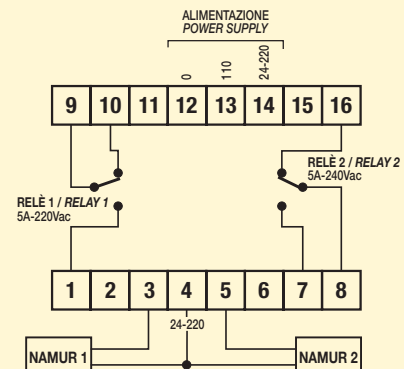 ALIMENTAZIONE
POWER SUPPLY
0
110
24-220
9 10 11 12 13 14 15 16
RELÈ 1 / RELAY 1
5A-220Vac
RELÈ 2 / RELAY 2
5A-240Vac
1 2 3 4 5 6 7 8
24-220
NAMUR 1
NAMUR 2